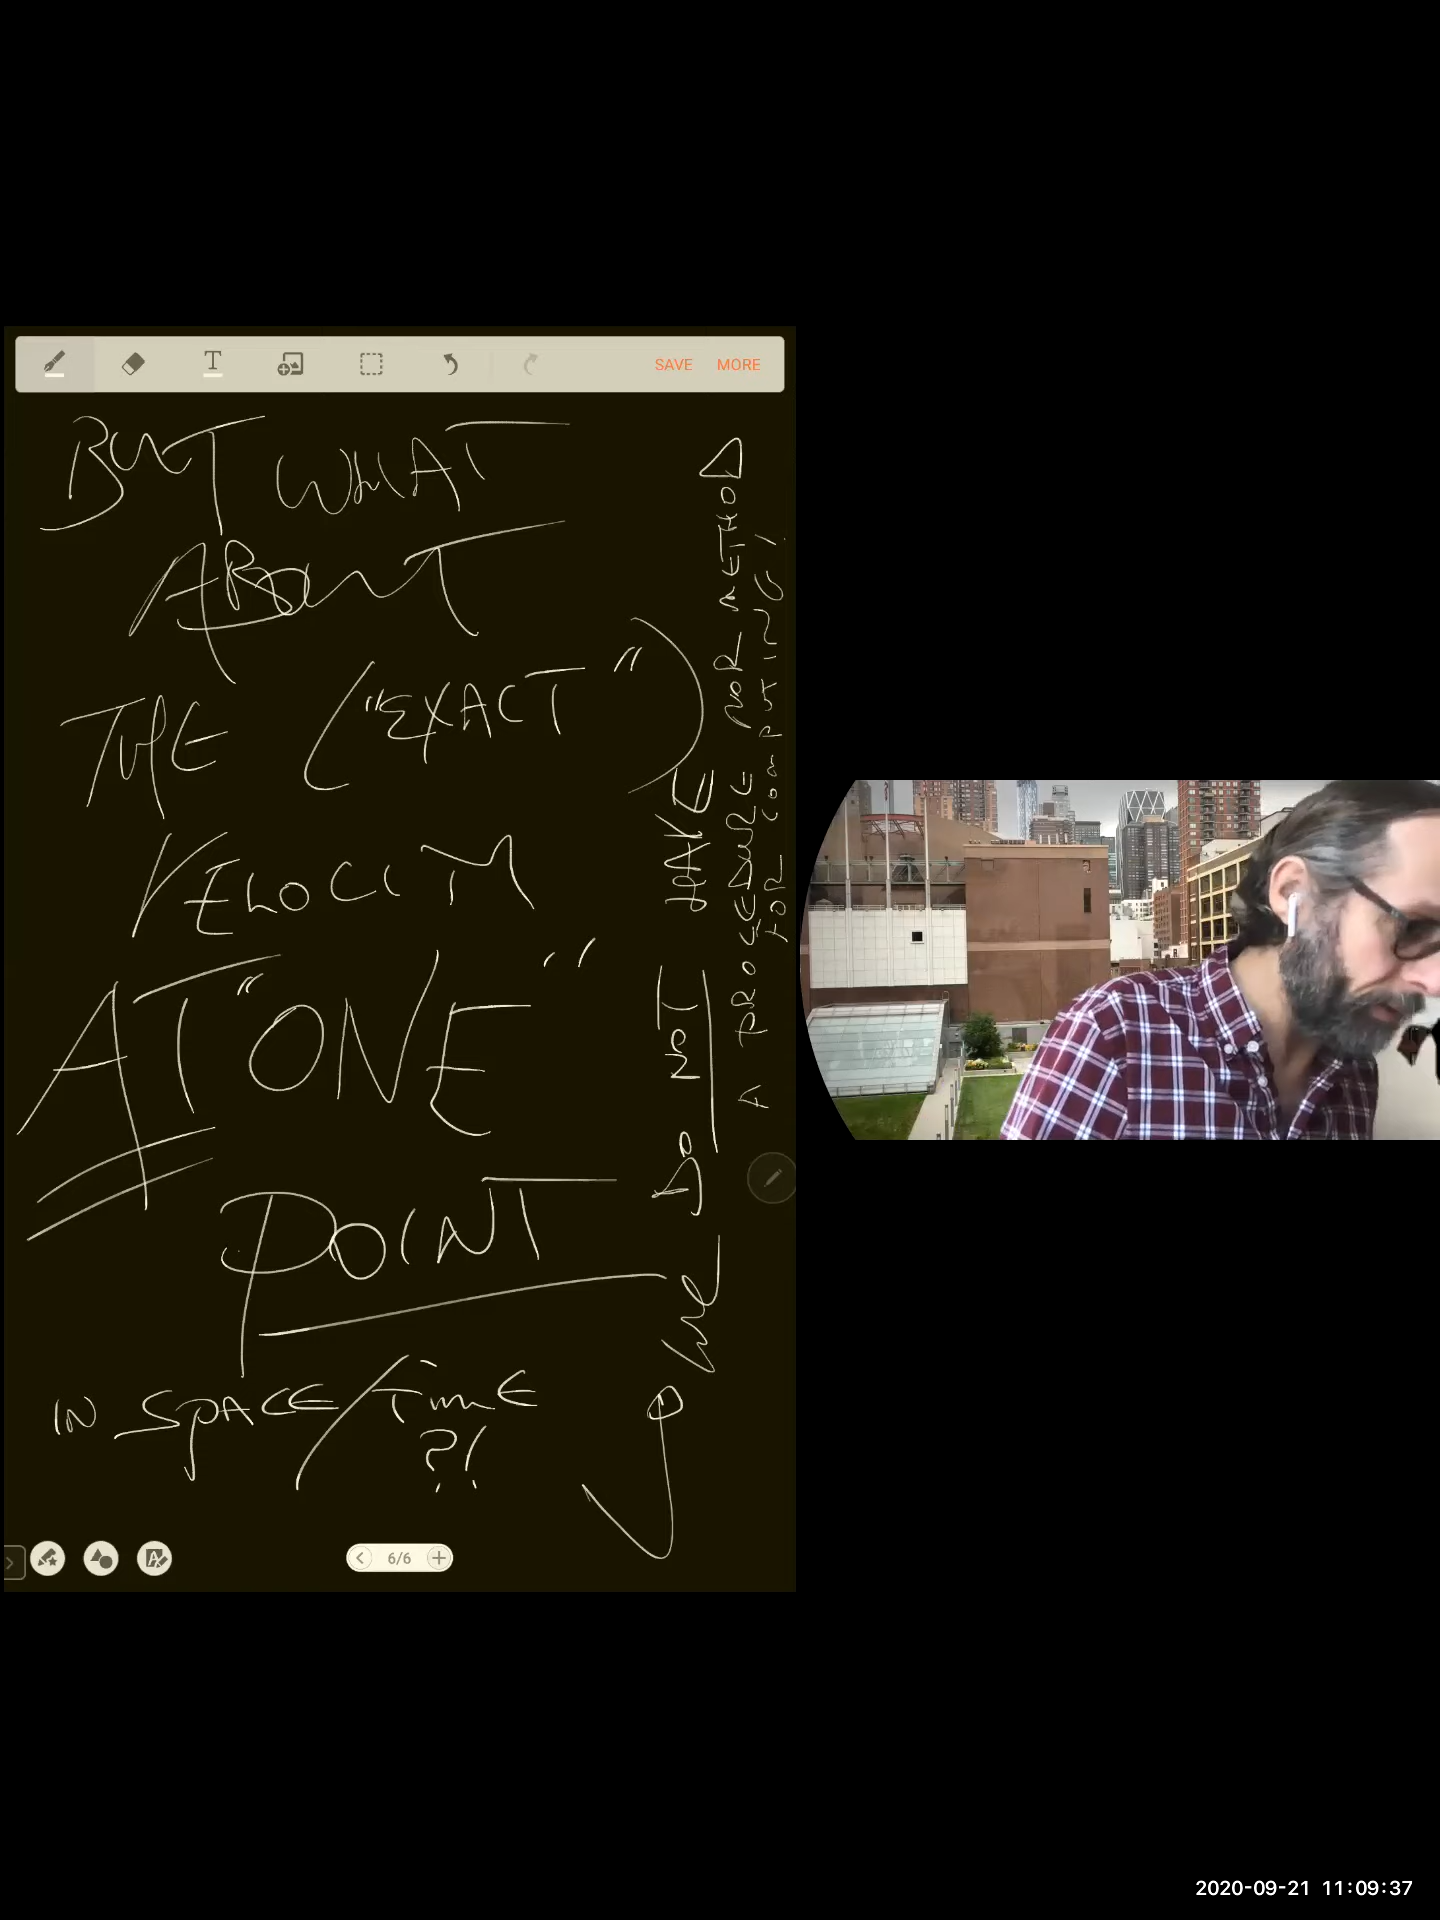 T
SAVE
MORE
BUT WHAT
ABOUT
THE ("EXACT")
VELOCITY
AT "ONE"
POINT
IN SPACE/TIME
?!
WE DO NOT HAVE
A PROCEDURE NOR METHOD
FOR COMPUTING!
A
6/6
2020-09-21 11:09:37